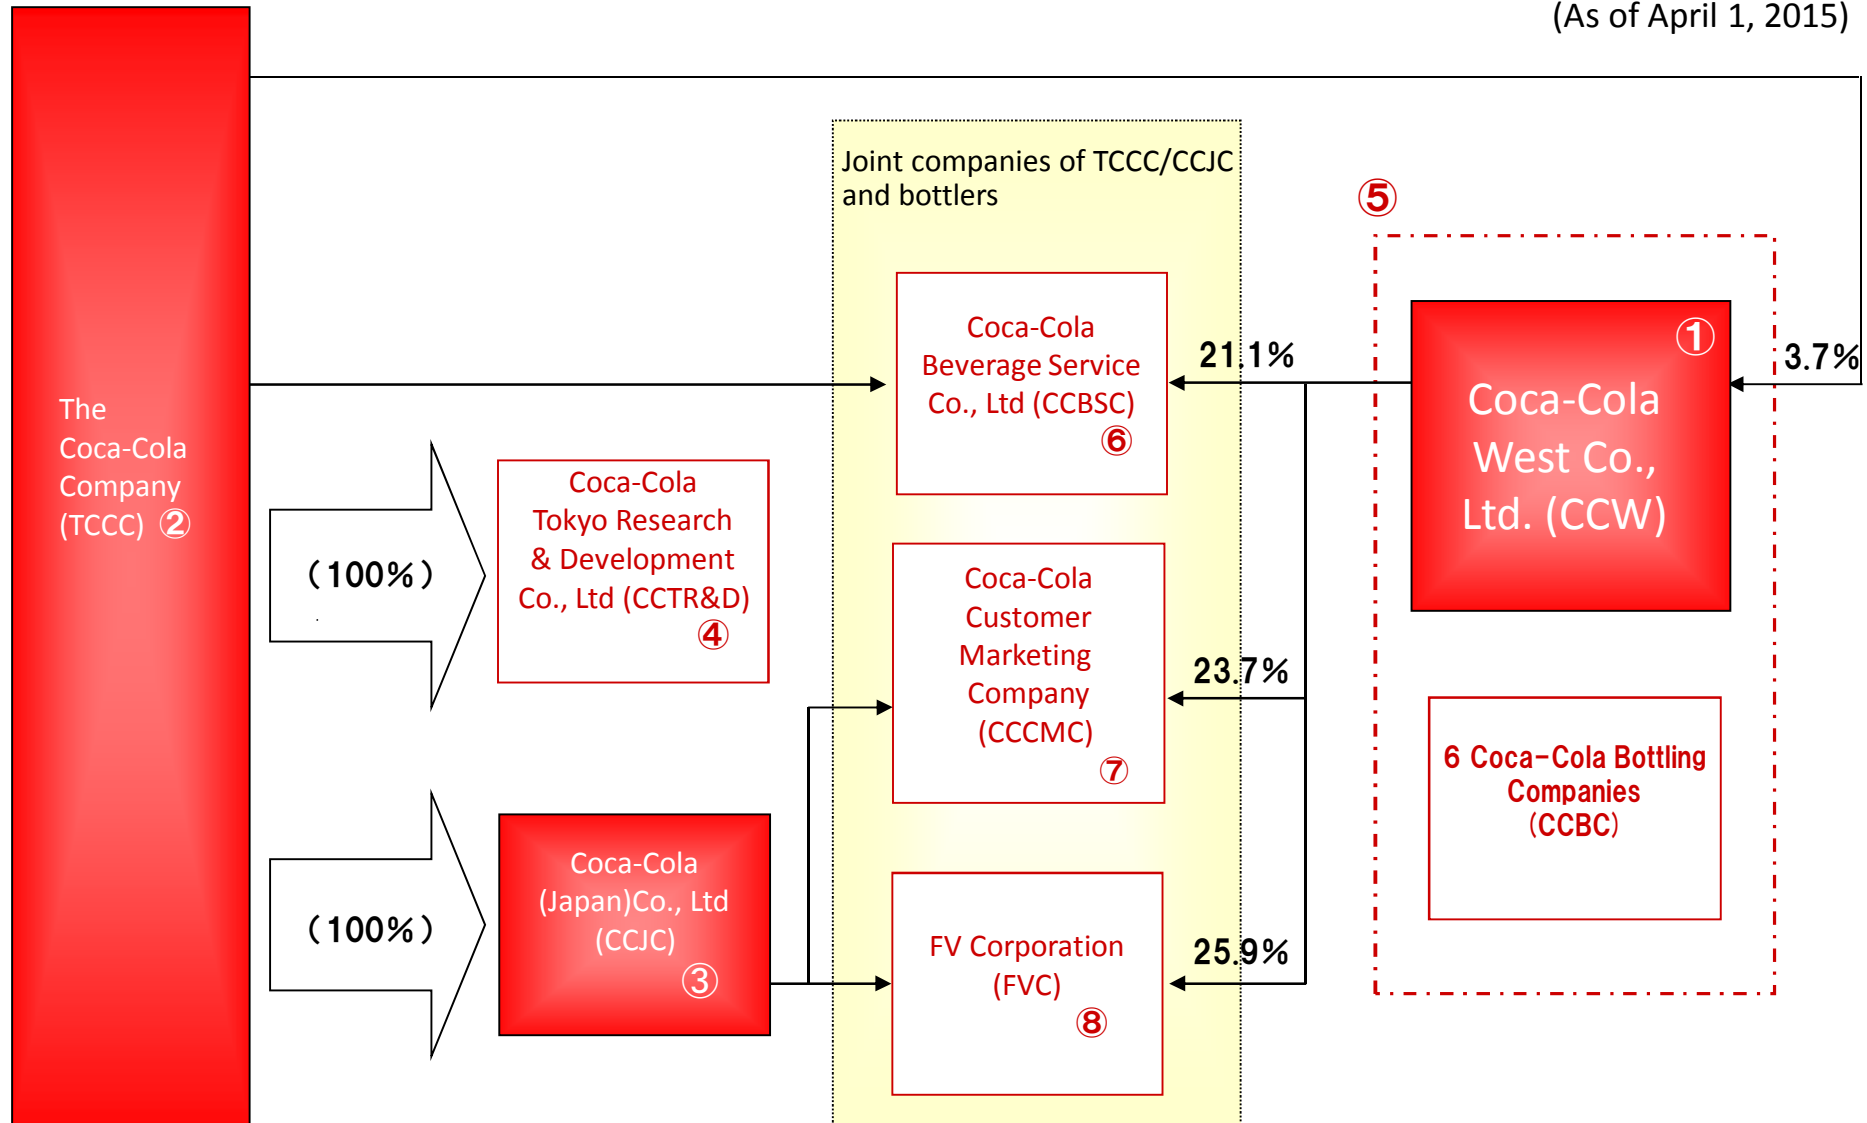 (As of April 1, 2015)
The
Coca-Cola
Company
(TCCC) ②
(100%)
Coca-Cola
Tokyo Research
& Development
Co., Ltd (CCTR&D)
④
(100%)
Coca-Cola
(Japan)Co., Ltd
(CCJC)
③
Joint companies of TCCC/CCJC
and bottlers
Coca-Cola
Beverage Service
Co., Ltd (CCBSC)
⑥
Coca-Cola
Customer
Marketing
Company
(CCCMC)
⑦
FV Corporation
(FVC)
⑧
21.1%
23.7%
25.9%
⑤
①
Coca-Cola
West Co.,
Ltd. (CCW)
3.7%
6 Coca-Cola Bottling
Companies
(CCBC)